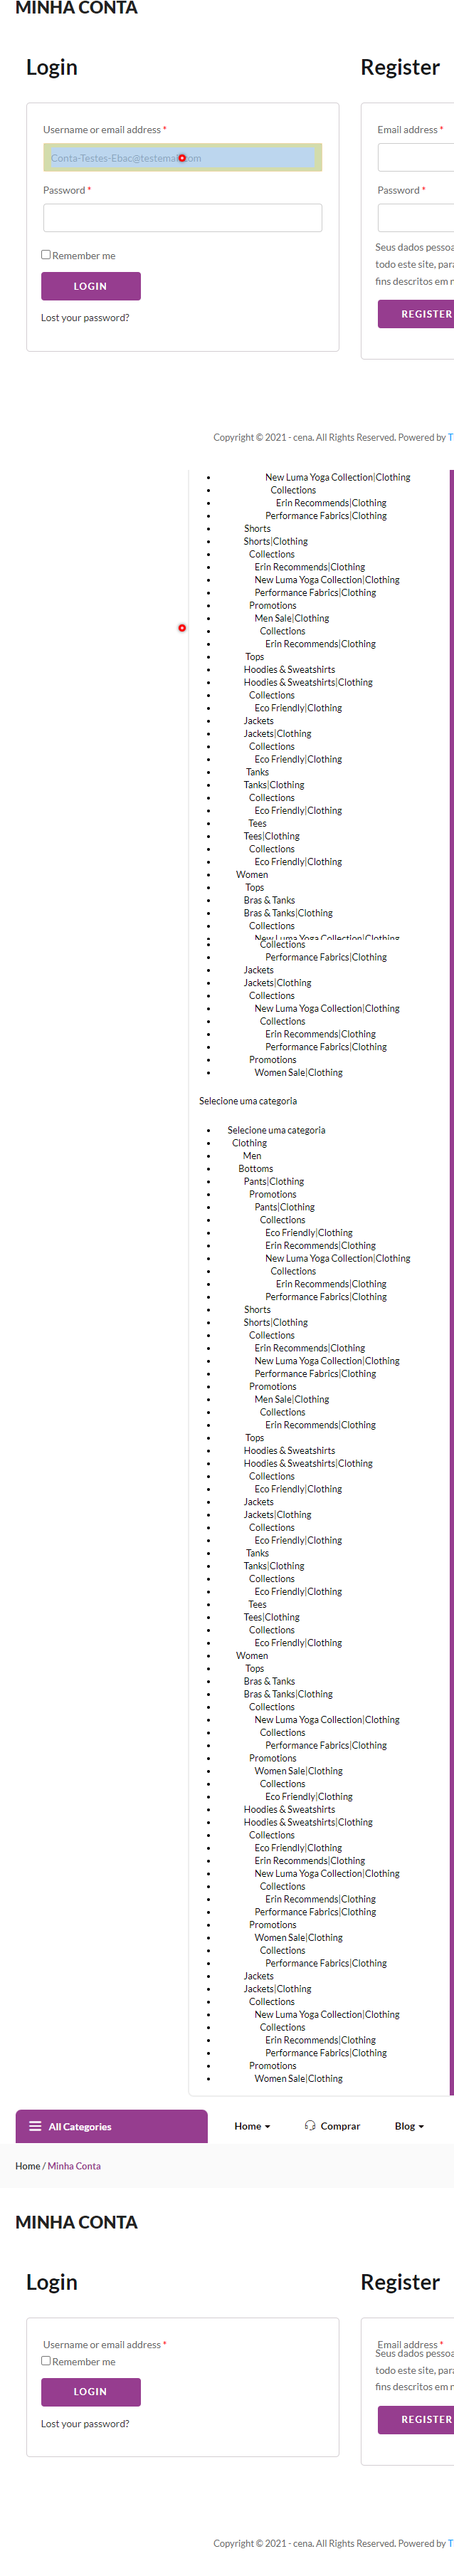 MINHA CONTA
Login
Register
Username or email address *
Email address *
Conta-Testes-Ebac@testemail.com
Password *
Password *
Seus dados pessoa
Remember me
todo este site, para
fins descritos em n
LOGIN
REGISTER
Lost your password?
Copyright © 2021 - cena. All Rights Reserved. Powered by T
New Luma Yoga Collection|Clothing
Collections
Erin Recommends|Clothing
Performance Fabrics|Clothing
Shorts
Shorts|Clothing
Collections
Erin Recommends|Clothing
New Luma Yoga Collection|Clothing
Performance Fabrics|Clothing
Promotions
Men Sale|Clothing
Collections
Erin Recommends|Clothing
Tops
Hoodies & Sweatshirts
Hoodies & Sweatshirts|Clothing
Collections
Eco Friendly|Clothing
Jackets
Jackets|Clothing
Collections
Eco Friendly|Clothing
Tanks
Tanks|Clothing
Collections
Eco Friendly|Clothing
Tees
Tees|Clothing
Collections
Eco Friendly|Clothing
Women
Tops
Bras & Tanks
Bras & Tanks|Clothing
Collections
New Luma Yoga Collection|Clothing
Collections
Performance Fabrics|Clothing
Jackets
Jackets|Clothing
Collections
New Luma Yoga Collection|Clothing
Collections
Erin Recommends|Clothing
Performance Fabrics|Clothing
Promotions
Women Sale|Clothing
Selecione uma categoria
Selecione uma categoria
Clothing
Men
Bottoms
Pants|Clothing
Promotions
Pants|Clothing
Collections
Eco Friendly|Clothing
Erin Recommends|Clothing
New Luma Yoga Collection|Clothing
Collections
Erin Recommends|Clothing
Performance Fabrics|Clothing
Shorts
Shorts|Clothing
Collections
Erin Recommends|Clothing
New Luma Yoga Collection|Clothing
Performance Fabrics|Clothing
Promotions
Men Sale|Clothing
Collections
Erin Recommends|Clothing
Tops
Hoodies & Sweatshirts
Hoodies & Sweatshirts|Clothing
Collections
Eco Friendly|Clothing
Jackets
Jackets|Clothing
Collections
Eco Friendly|Clothing
Tanks
Tanks|Clothing
Collections
Eco Friendly|Clothing
Tees
Tees|Clothing
Collections
Eco Friendly|Clothing
Women
Tops
Bras & Tanks
Bras & Tanks|Clothing
Collections
New Luma Yoga Collection|Clothing
Collections
Performance Fabrics|Clothing
Promotions
Women Sale|Clothing
Collections
Eco Friendly|Clothing
Hoodies & Sweatshirts
Hoodies & Sweatshirts|Clothing
Collections
Eco Friendly|Clothing
Erin Recommends|Clothing
New Luma Yoga Collection|Clothing
Collections
Erin Recommends|Clothing
Performance Fabrics|Clothing
Promotions
Women Sale|Clothing
Collections
Performance Fabrics|Clothing
Jackets
Jackets|Clothing
Collections
New Luma Yoga Collection|Clothing
Collections
Erin Recommends|Clothing
Performance Fabrics|Clothing
Promotions
Women Sale|Clothing
All Categories
Home
Comprar
Blog
Home / Minha Conta
MINHA CONTA
Login
Register
Username or email address *
Email address *
Seus dados pessoa
Remember me
todo este site, para
fins descritos em n
LOGIN
REGISTER
Lost your password?
Copyright © 2021 - cena. All Rights Reserved. Powered by T